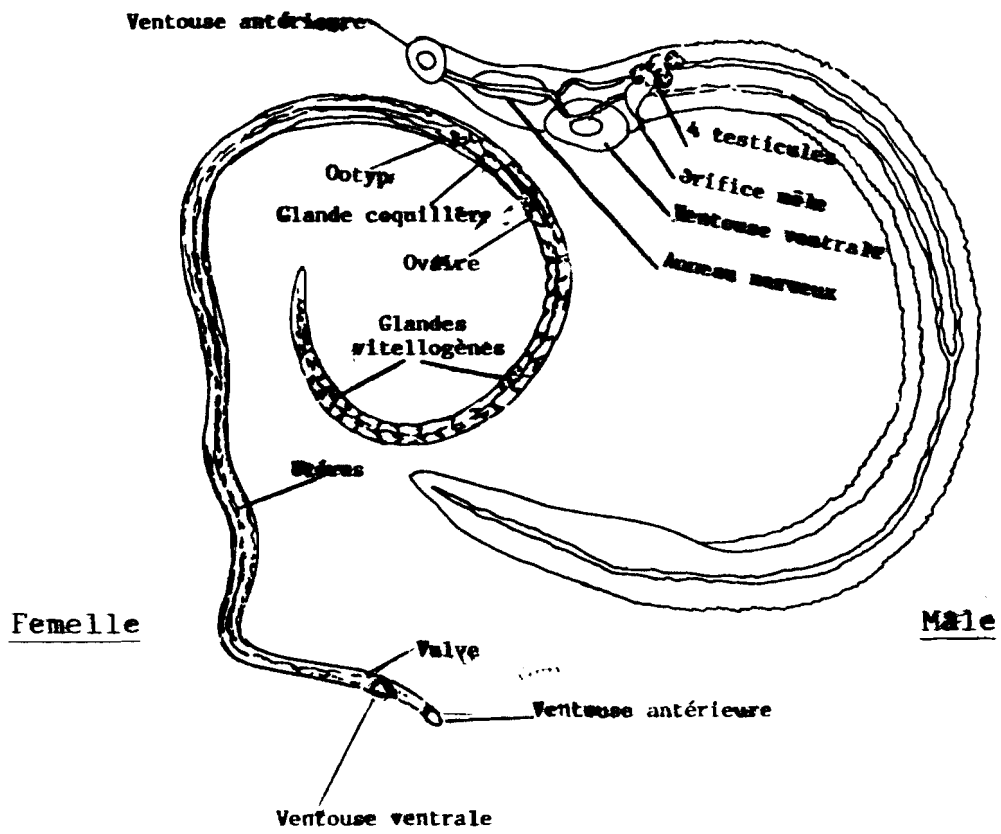 Ventouse antérieure
4 testicules
Orifice mâle
Ventouse ventrale
Anneau nerveux
Ootype
Glande coquillère
Ovaire
Glandes
vitellogènes
Utérus
Femelle
Mâle
Vulve
Ventouse antérieure
Ventouse ventrale